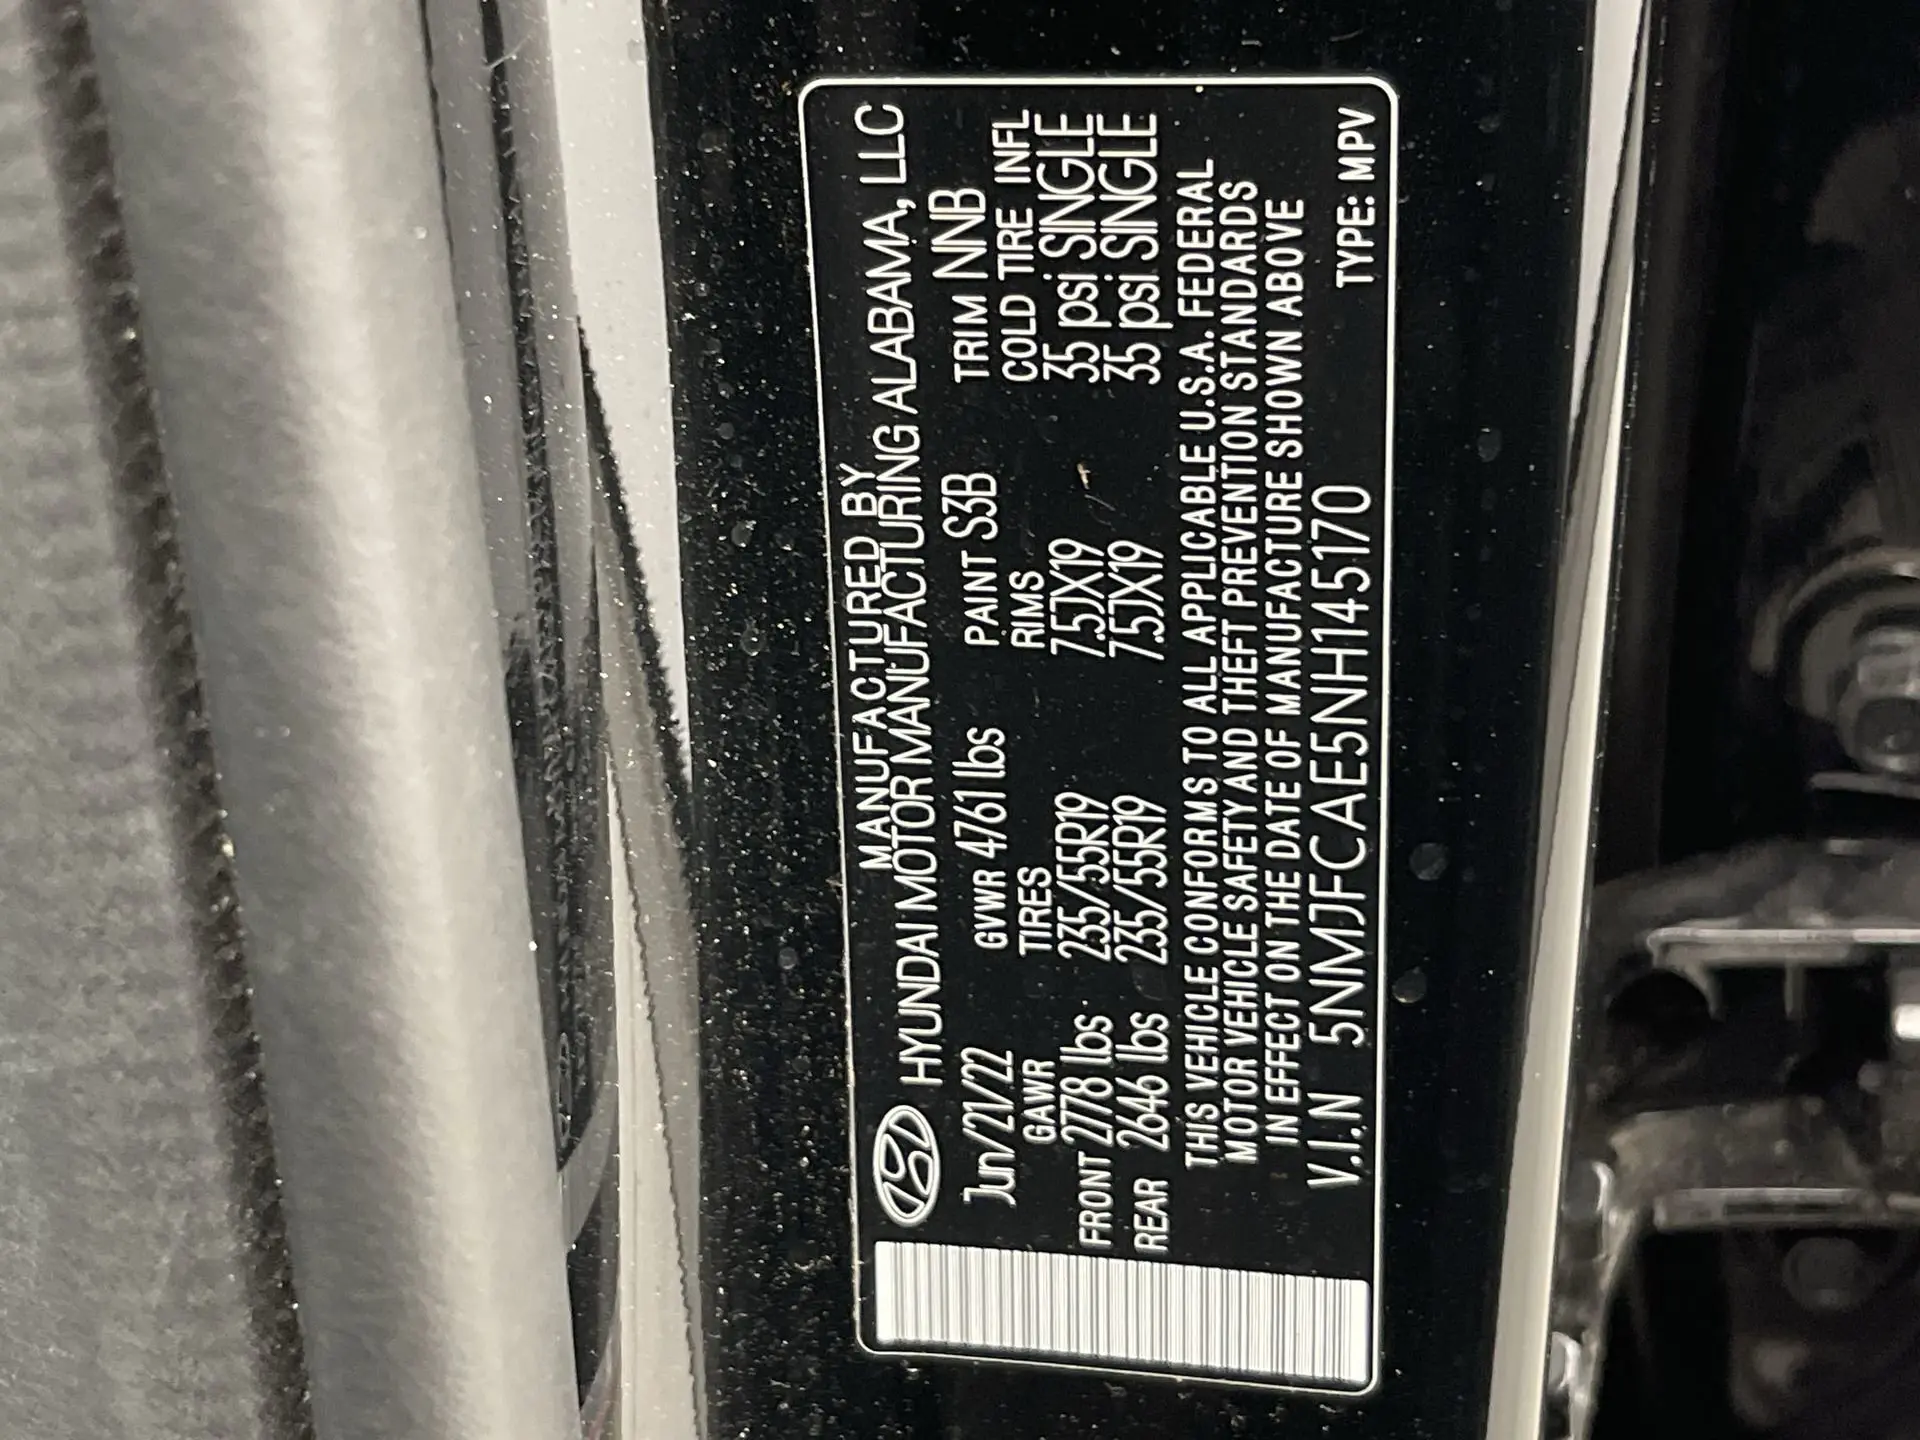 MANUFACTURED BY
HYUNDAI MOTOR MANUFACTURING ALABAMA, LLC
Jun/21/22 GVWR 4761 lbs PAINT S3B TRIM NNB
GAWR TIRES RIMS COLD TIRE INFL
FRONT 2778 lbs 235/55R19 7.5JX19 35 psi SINGLE
REAR 2646 lbs 235/55R19 7.5JX19 35 psi SINGLE
THIS VEHICLE CONFORMS TO ALL APPLICABLE U.S.A. FEDERAL
MOTOR VEHICLE SAFETY AND THEFT PREVENTION STANDARDS
IN EFFECT ON THE DATE OF MANUFACTURE SHOWN ABOVE
V.I.N 5NMJFCAE5NH145170 TYPE: MPV